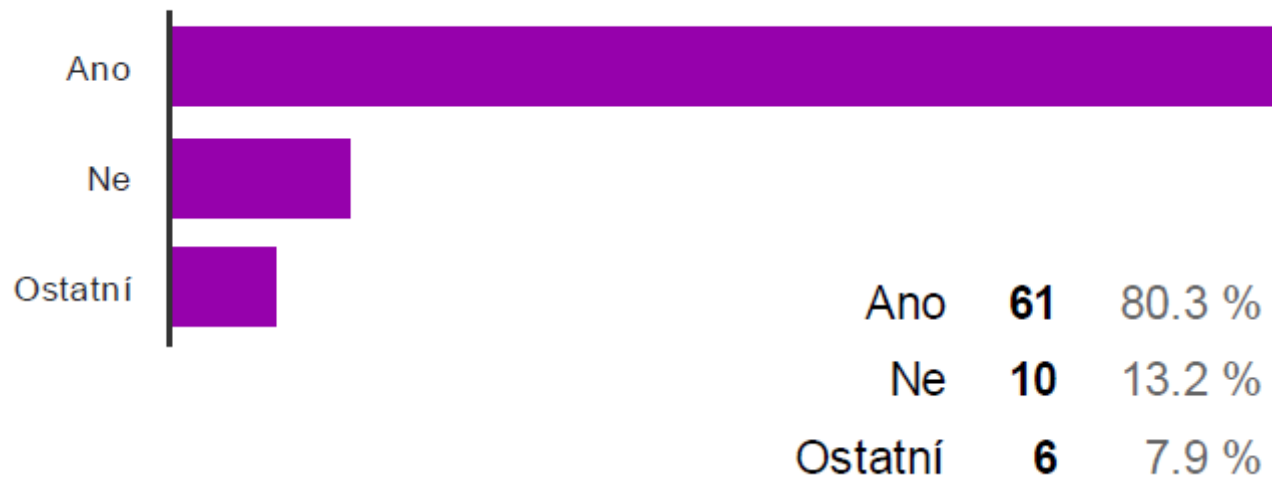 Ano
Ne
Ostatní
Ano 61 80.3 %
Ne 10 13.2 %
Ostatní 6 7.9 %